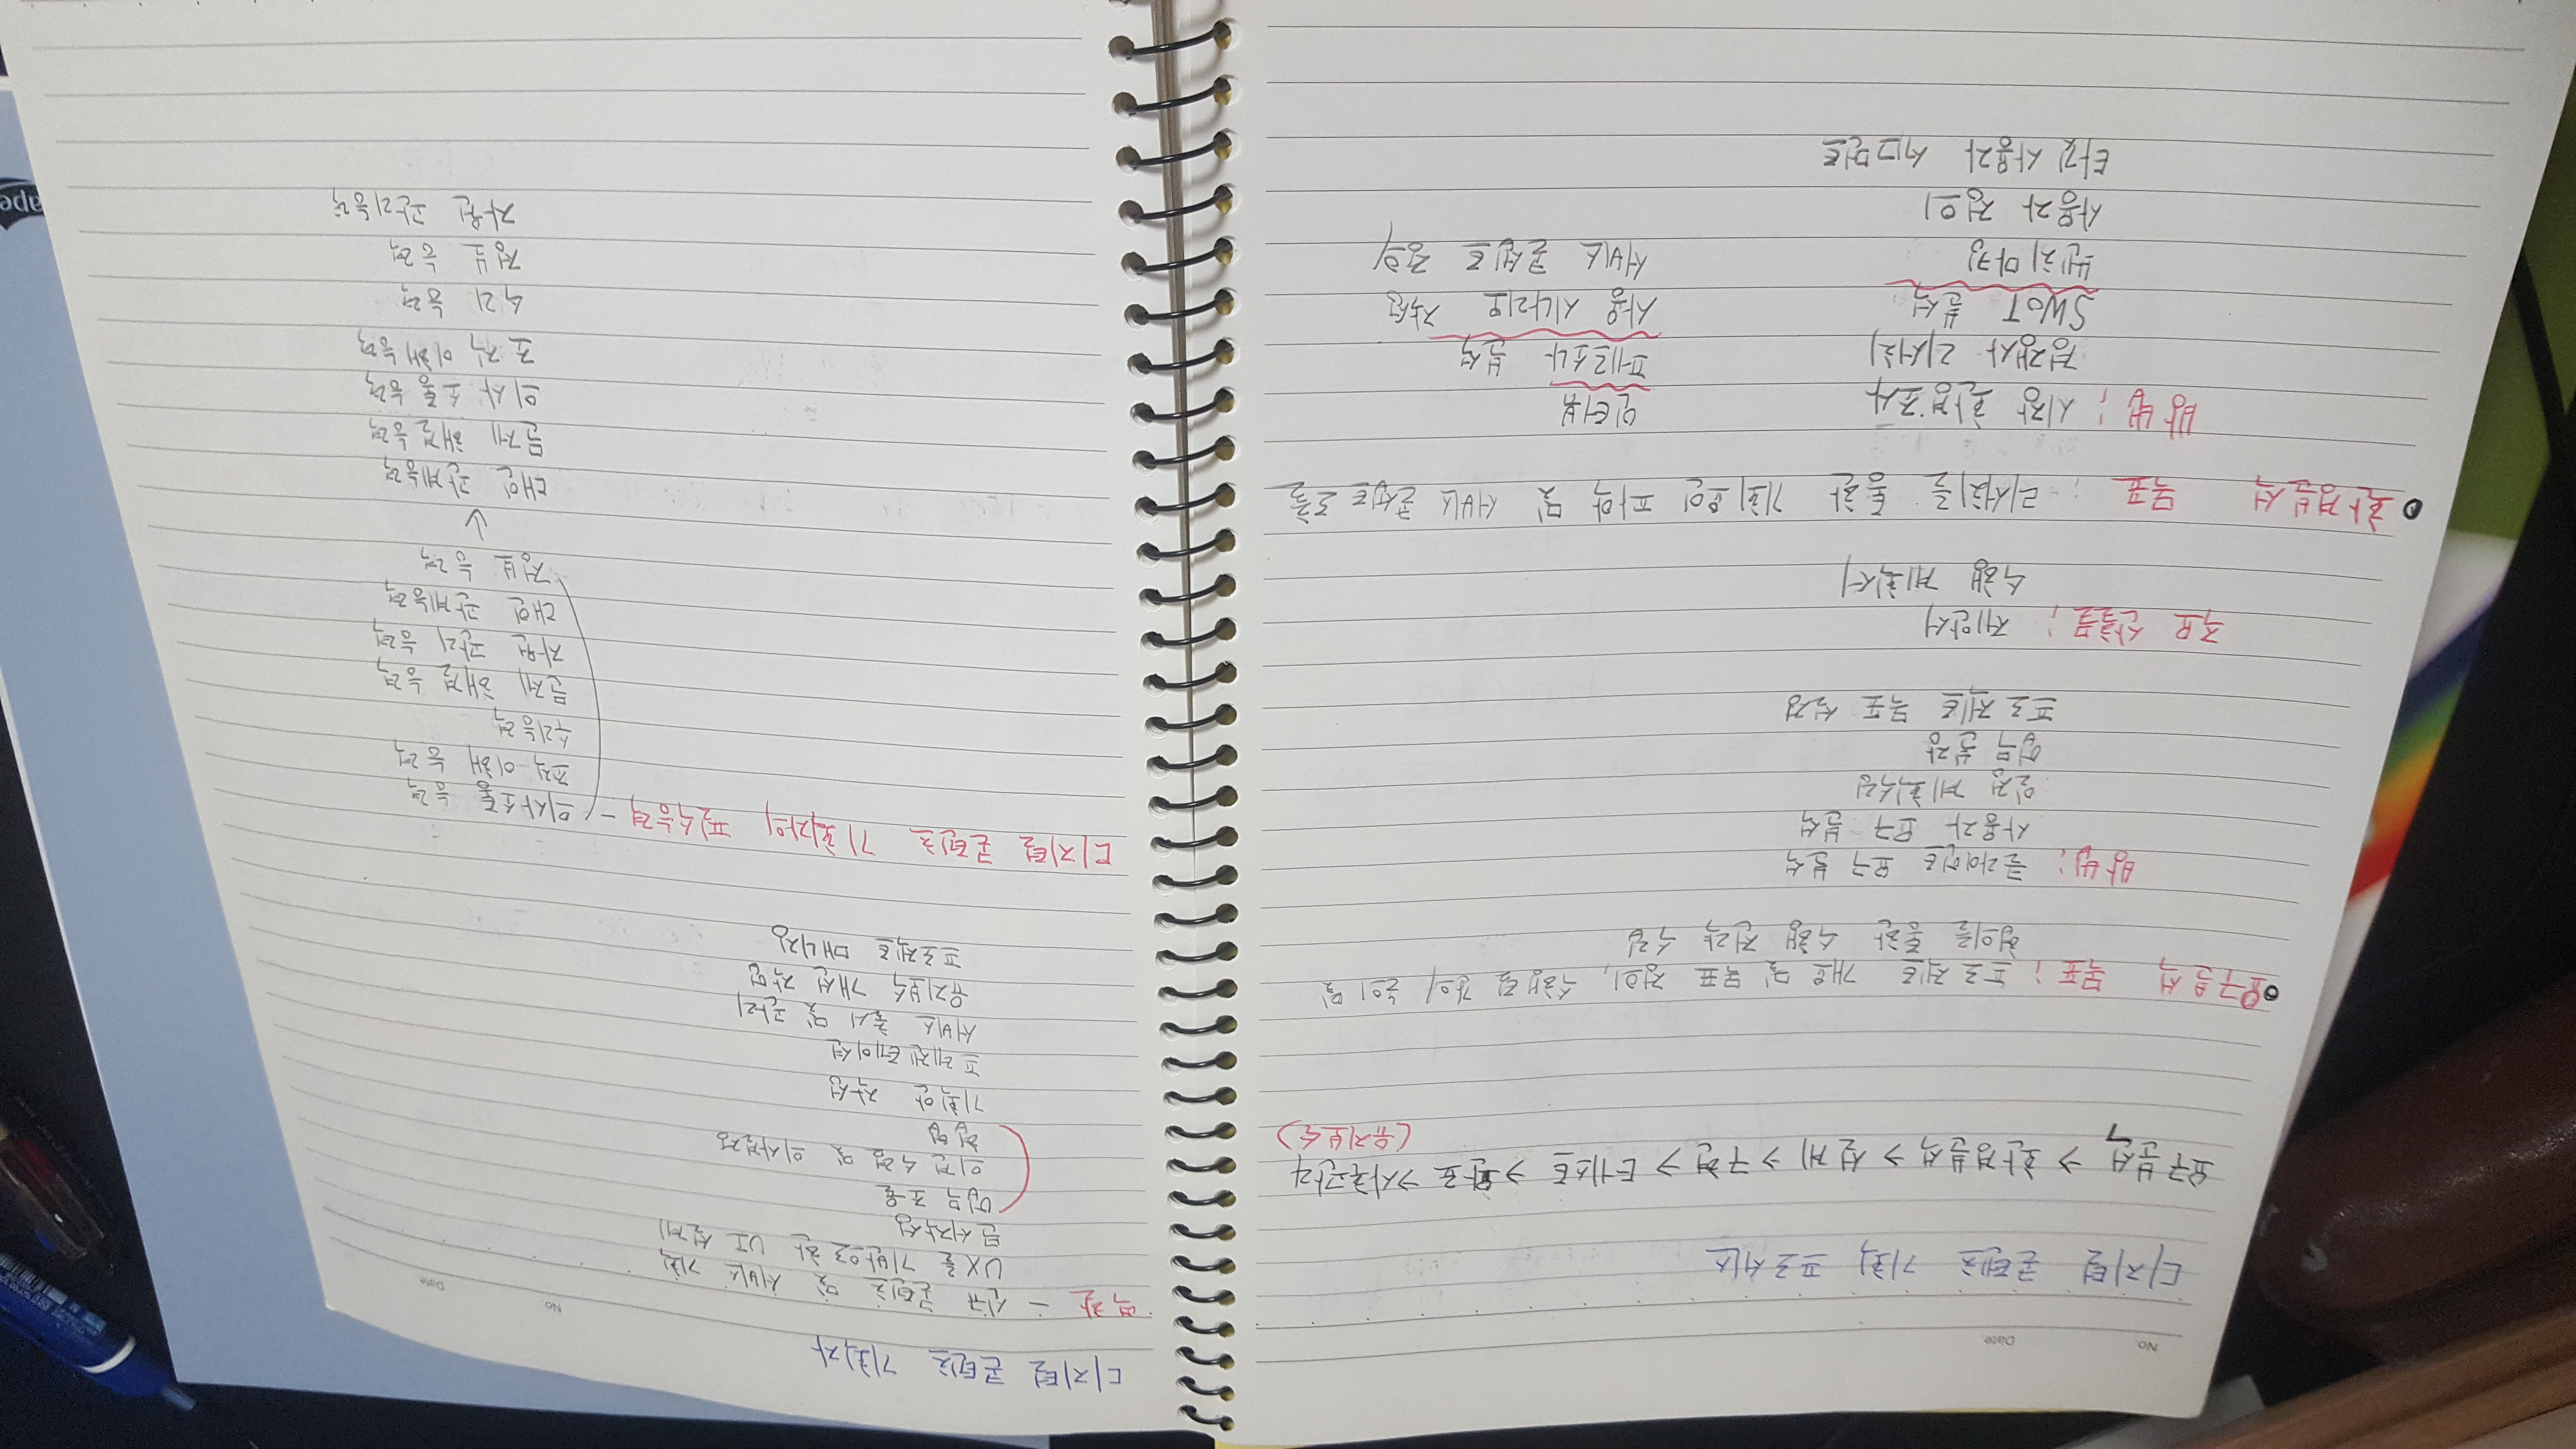 No.
Date.
디지털 콘텐츠 기획 프로세스
요구분석 → 환경분석 → 설계 → 구현 → 테스트 → 완료 → 사후관리
(유지보수)
요구분석 목표; 프로젝트 개요 및 목표 정의, 수행팀 간의 논의 및
협의를 통한 수행 전략 수립
방법; 클라이언트 요구 분석
사용자 요구 분석
일정 계획수립
업무 분장
프로젝트 목표 설정
주요 산출물; 제안서
수행 계획서
환경분석 목표 ; 리서치를 통한 기회요인 파악 및 서비스 콘셉트 도출
방법; 시장 환경조사 인터뷰
경쟁사 리서치 페르소나 분석
SWOT 분석 사용 시나리오 작성
벤치마킹 서비스 콘셉트 정의
사용자 정의
타깃 사용자 세그먼트
디지털 콘텐츠 기획자
No.
Date
역할 - 신규 콘텐츠 및 서비스 기획
UX를 기반으로한 UI 설계
문서작성
업무 조율
의견 수렴 및 의사결정
협업
기획안 작성
프레젠테이션
서비스 출시 및 관리
유지보수 개선 작업
프로젝트 매니징
디지털 콘텐츠 기획자의 필수능력 - 의사소통 능력
조직 이해 능력
수리능력
문제 해결 능력
자원 관리 능력
대인 관계능력
정보 능력
↓
대인 관계능력
문제 해결능력
의사 소통능력
조직 이해능력
수리 능력
정보 능력
자원 관리능력
ape